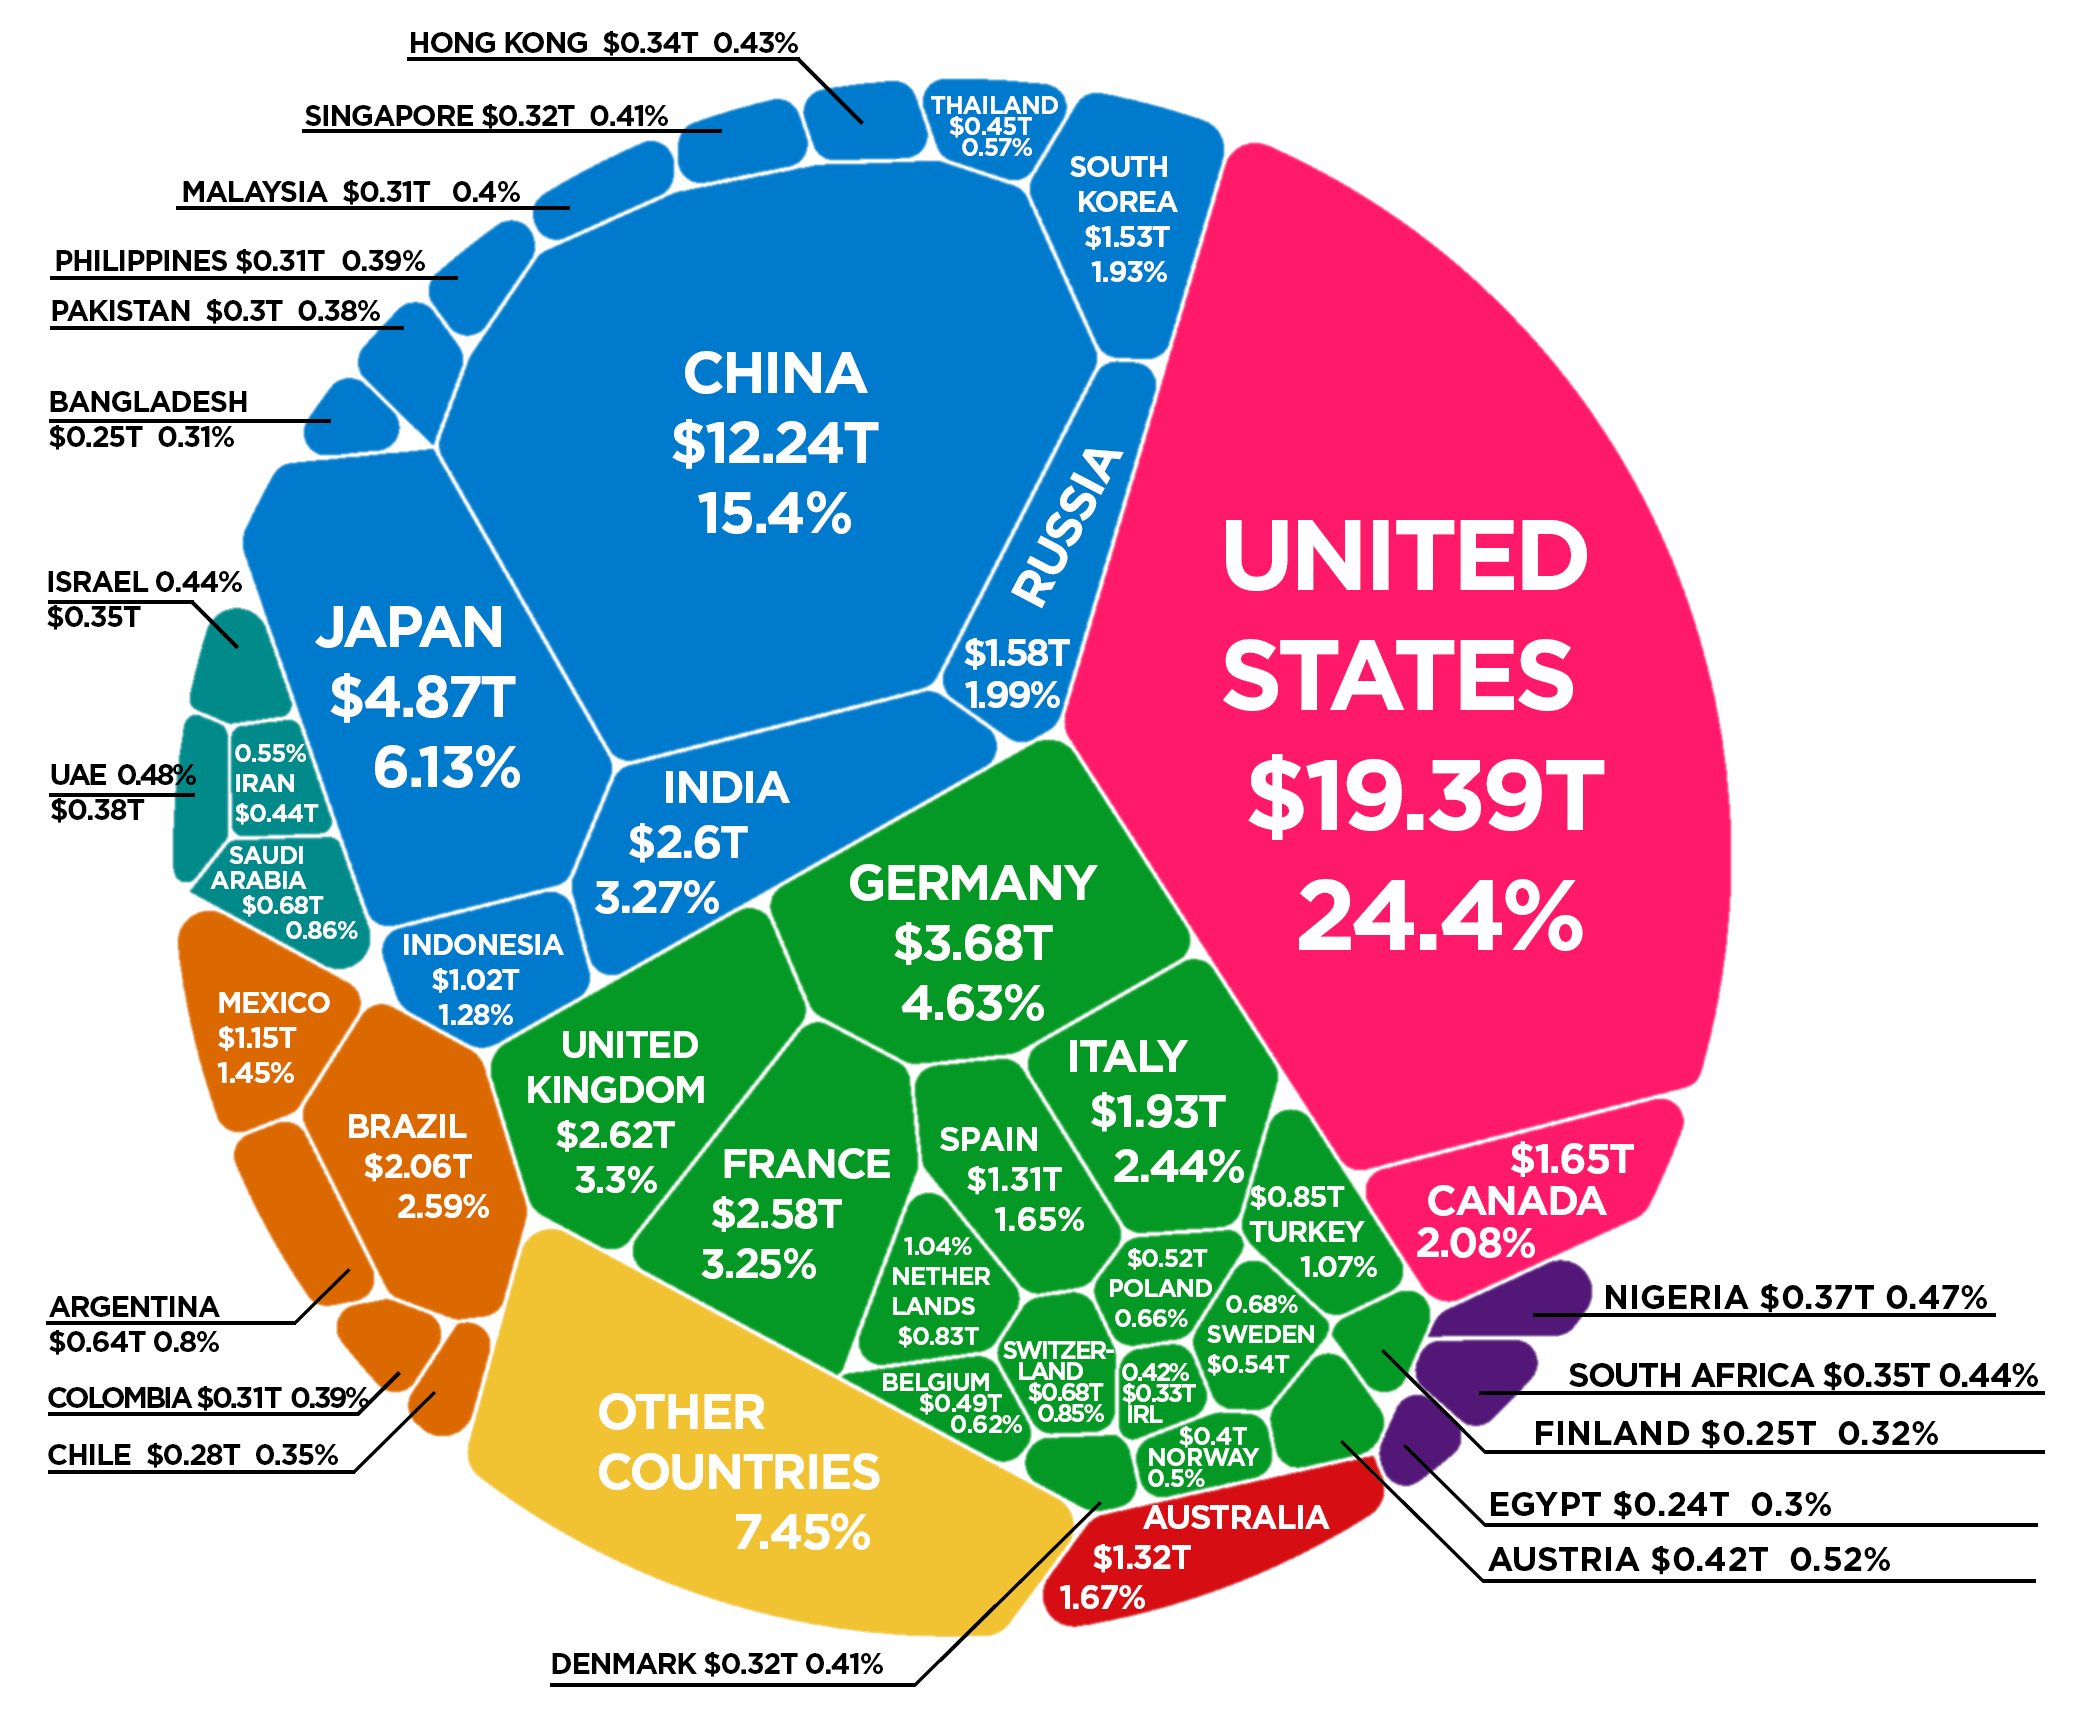 HONG KONG $0.34T 0.43%
SINGAPORE $0.32T 0.41%
MALAYSIA $0.31T 0.4%
PHILIPPINES $0.31T 0.39%
PAKISTAN $0.3T 0.38%
BANGLADESH
$0.25T 0.31%
THAILAND
$0.45T
0.57%
SOUTH
KOREA
$1.53T
1.93%
CHINA
$12.24T
15.4%
RUSSIA
$1.58T
1.99%
UNITED
STATES
$19.39T
24.4%
ISRAEL 0.44%
$0.35T
JAPAN
$4.87T
6.13%
UAE 0.48%
$0.38T
0.55%
IRAN
$0.44T
SAUDI
ARABIA
$0.68T
0.86%
INDIA
$2.6T
3.27%
INDONESIA
$1.02T
1.28%
GERMANY
$3.68T
4.63%
MEXICO
$1.15T
1.45%
BRAZIL
$2.06T
2.59%
UNITED
KINGDOM
$2.62T
3.3%
FRANCE
$2.58T
3.25%
SPAIN
$1.31T
1.65%
ITALY
$1.93T
2.44%
$0.85T
TURKEY
1.07%
$1.65T
CANADA
2.08%
1.04%
NETHER
LANDS
$0.83T
$0.52T
POLAND
0.66%
0.68%
SWEDEN
$0.54T
SWITZER-
LAND
$0.68T
0.85%
0.42%
$0.33T
IRL
BELGIUM
$0.49T
0.62%
$0.4T
NORWAY
0.5%
ARGENTINA
$0.64T 0.8%
COLOMBIA $0.31T 0.39%
CHILE $0.28T 0.35%
OTHER
COUNTRIES
7.45%
AUSTRALIA
$1.32T
1.67%
NIGERIA $0.37T 0.47%
SOUTH AFRICA $0.35T 0.44%
FINLAND $0.25T 0.32%
EGYPT $0.24T 0.3%
AUSTRIA $0.42T 0.52%
DENMARK $0.32T 0.41%